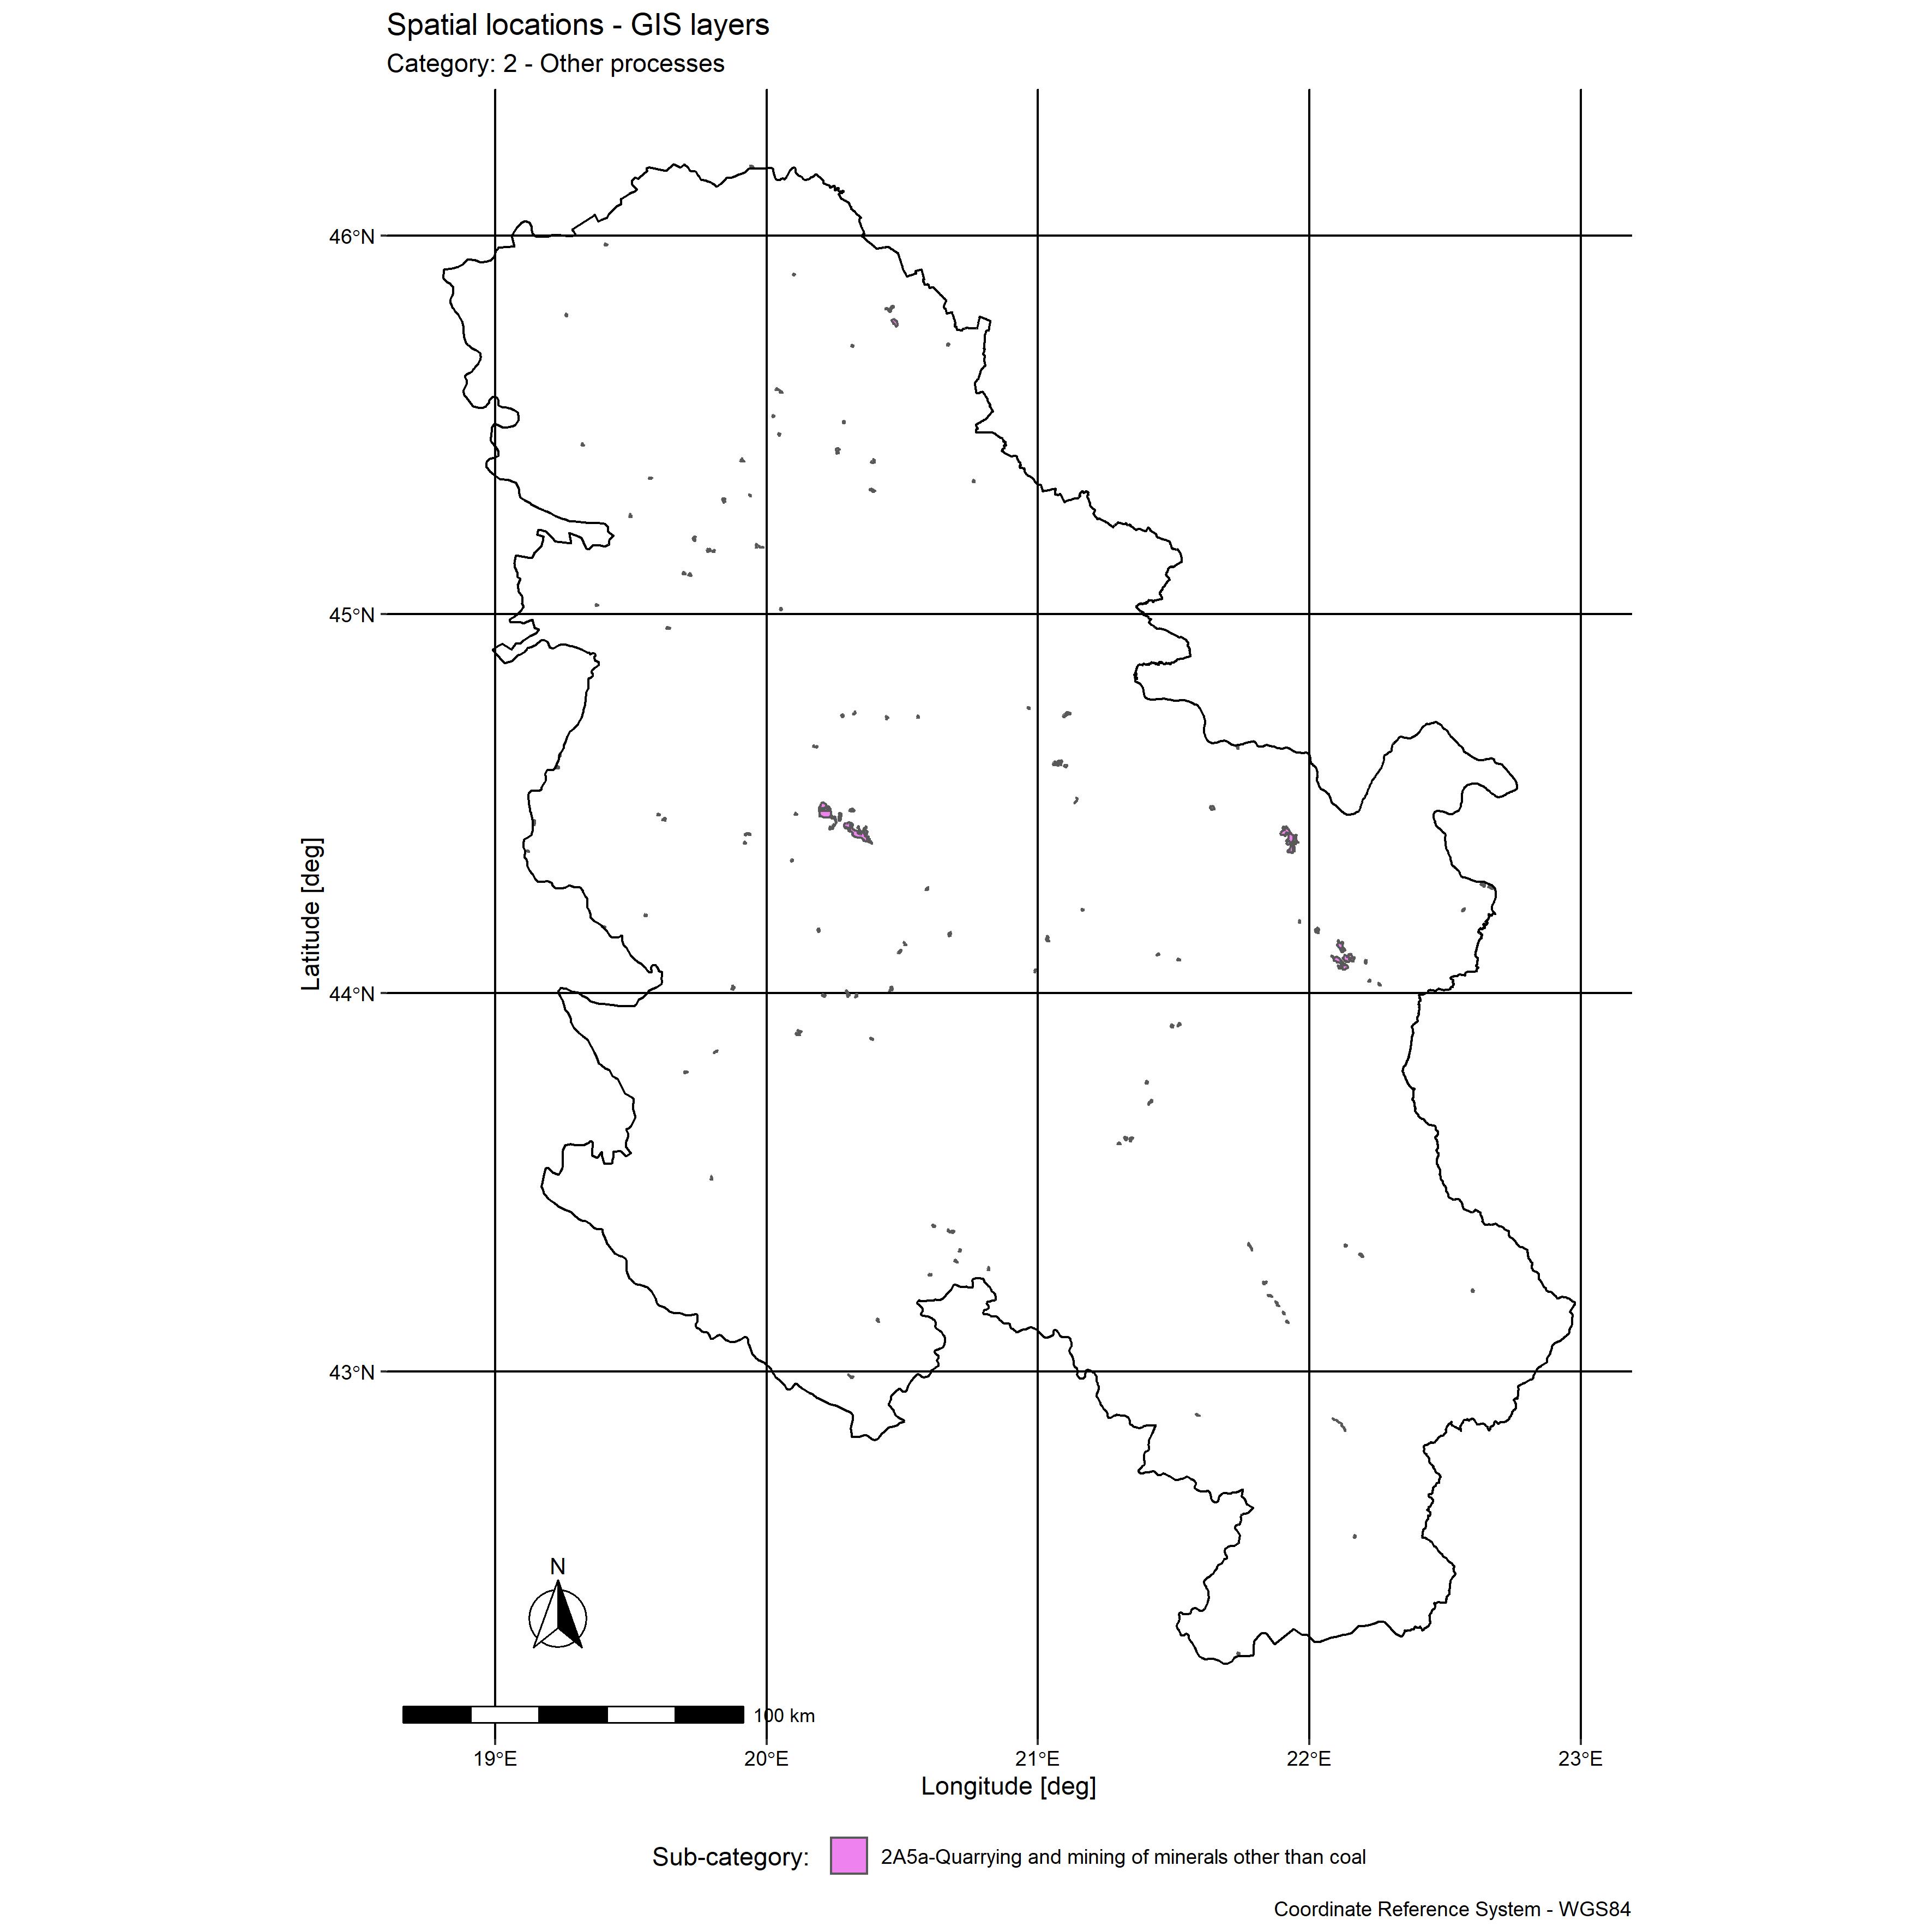 Spatial locations - GIS layers
Category: 2 - Other processes
46°N
45°N
44°N
43°N
Latitude [deg]
N
100 km
19°E 20°E 21°E 22°E 23°E
Longitude [deg]
Sub-category: 2A5a-Quarrying and mining of minerals other than coal
Coordinate Reference System - WGS84